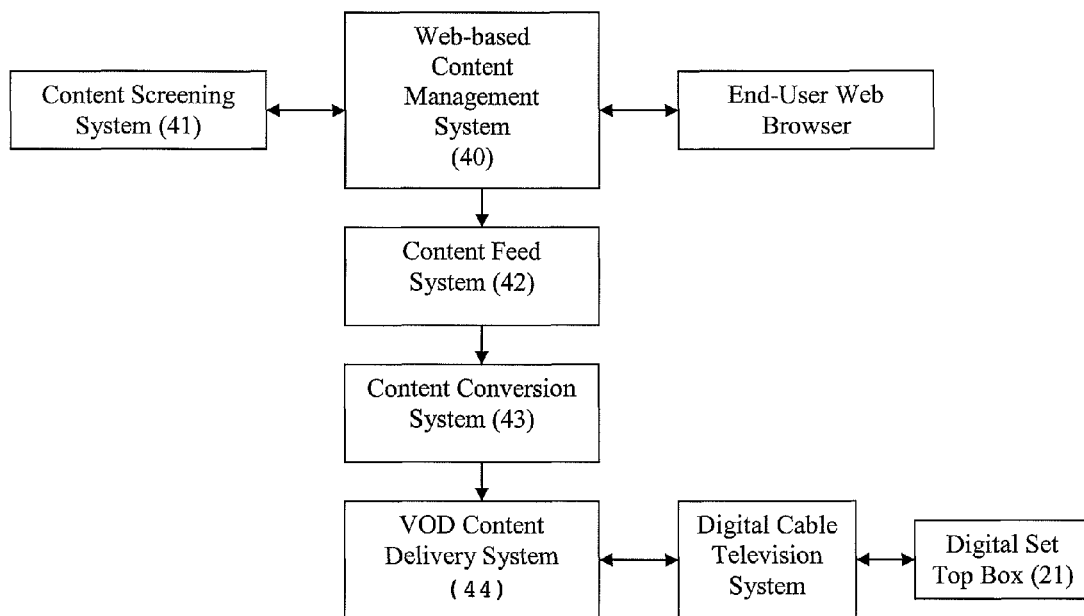 Web-based
Content
Management
System
(40)
Content Screening
System (41)
End-User Web
Browser
Content Feed
System (42)
Content Conversion
System (43)
VOD Content
Delivery System
(44)
Digital Cable
Television
System
Digital Set
Top Box (21)